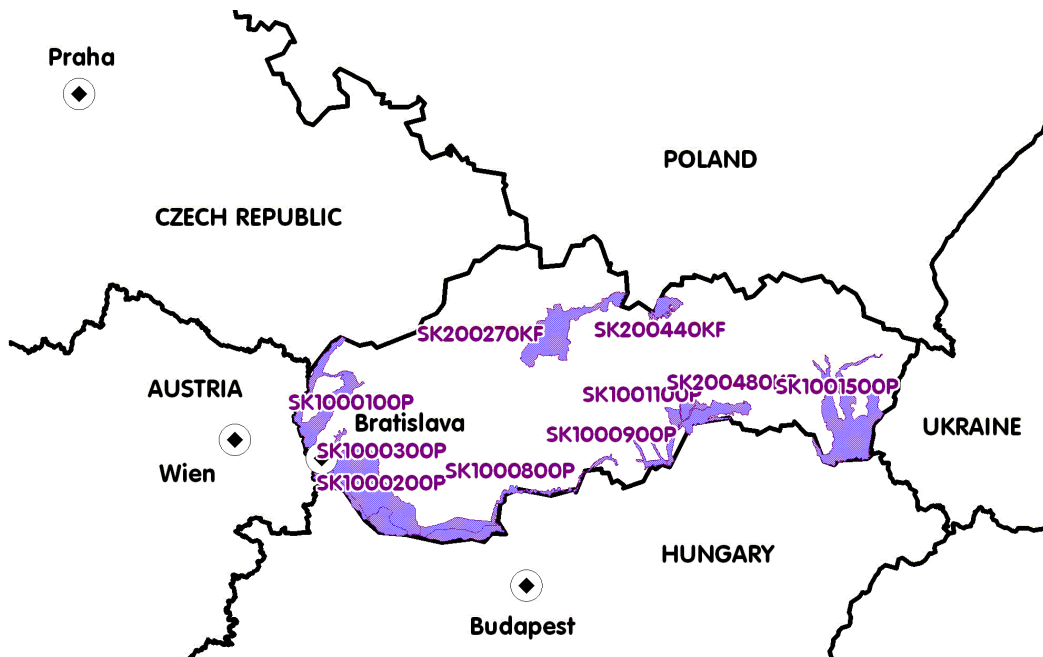 Praha
POLAND
CZECH REPUBLIC
SK200270KF
SK200440KF
AUSTRIA
SK200480KF
SK1001500P
SK1001100P
SK1000100P
Bratislava
UKRAINE
SK1000900P
SK1000300P
Wien
SK1000800P
SK1000200P
HUNGARY
Budapest